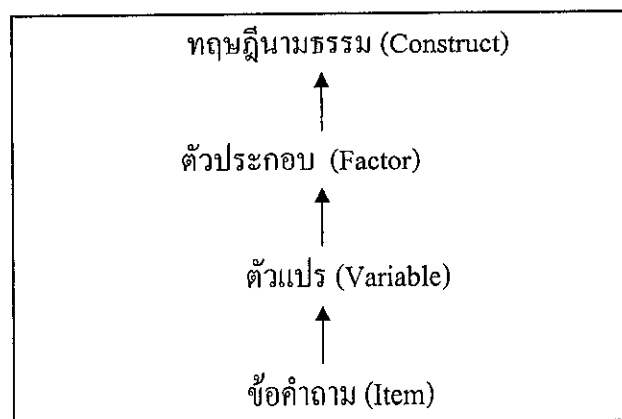 ทฤษฎีนามธรรม (Construct)
ตัวประกอบ (Factor)
ตัวแปร (Variable)
ข้อคำถาม (Item)